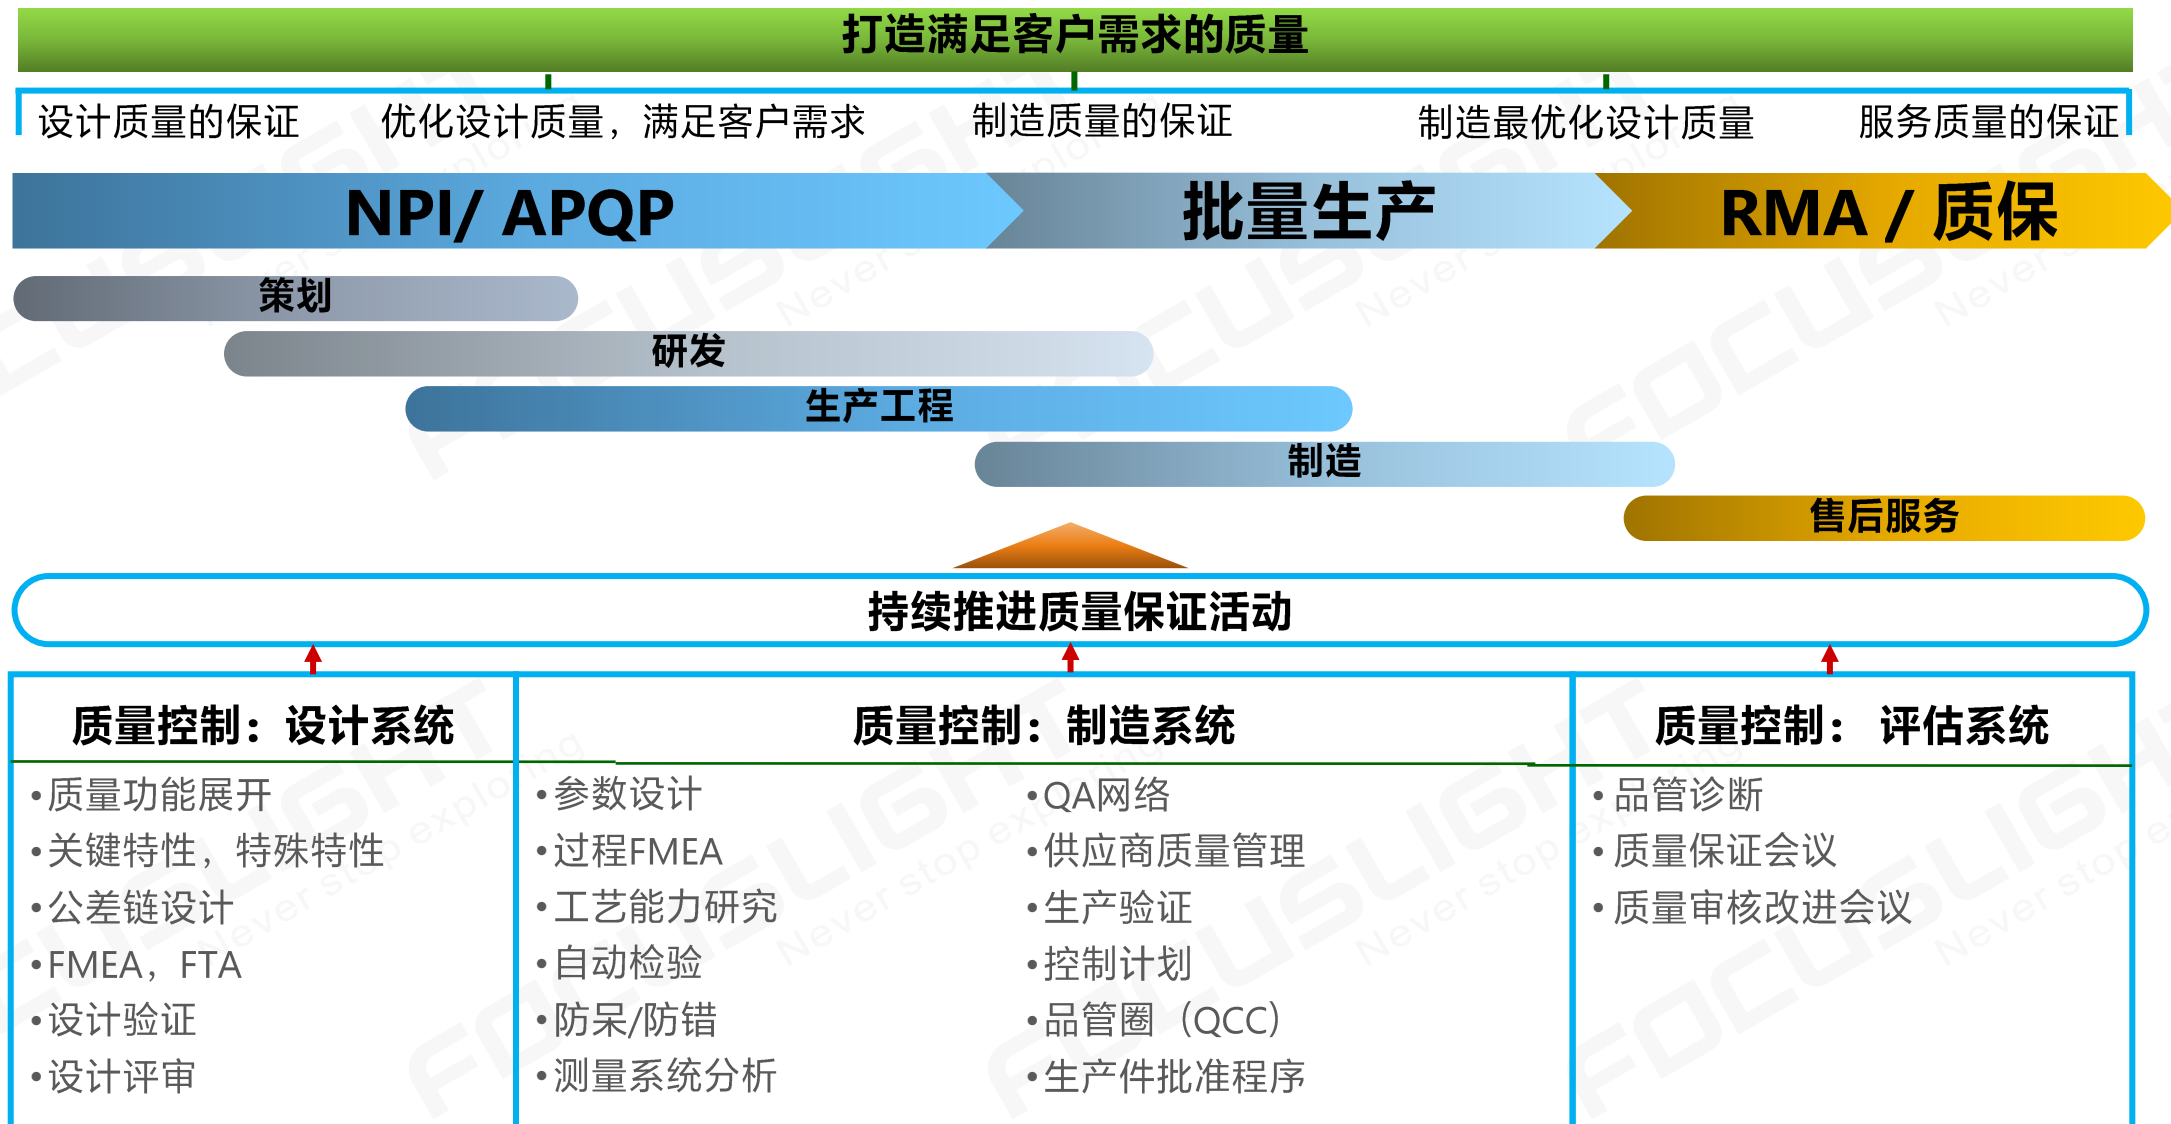 打造满足客户需求的质量
设计质量的保证 优化设计质量，满足客户需求 制造质量的保证 制造最优化设计质量 服务质量的保证
NPI/ APQP 批量生产 RMA / 质保
策划
研发
生产工程
制造
售后服务
持续推进质量保证活动
质量控制：设计系统
•质量功能展开
•关键特性，特殊特性
•公差链设计
•FMEA，FTA
•设计验证
•设计评审
质量控制：制造系统
•参数设计
•过程FMEA
•工艺能力研究
•自动检验
•防呆/防错
•测量系统分析
•QA网络
•供应商质量管理
•生产验证
•控制计划
•品管圈（QCC）
•生产件批准程序
质量控制： 评估系统
• 品管诊断
• 质量保证会议
• 质量审核改进会议
FOCUSLIGHT
Never stop exploring